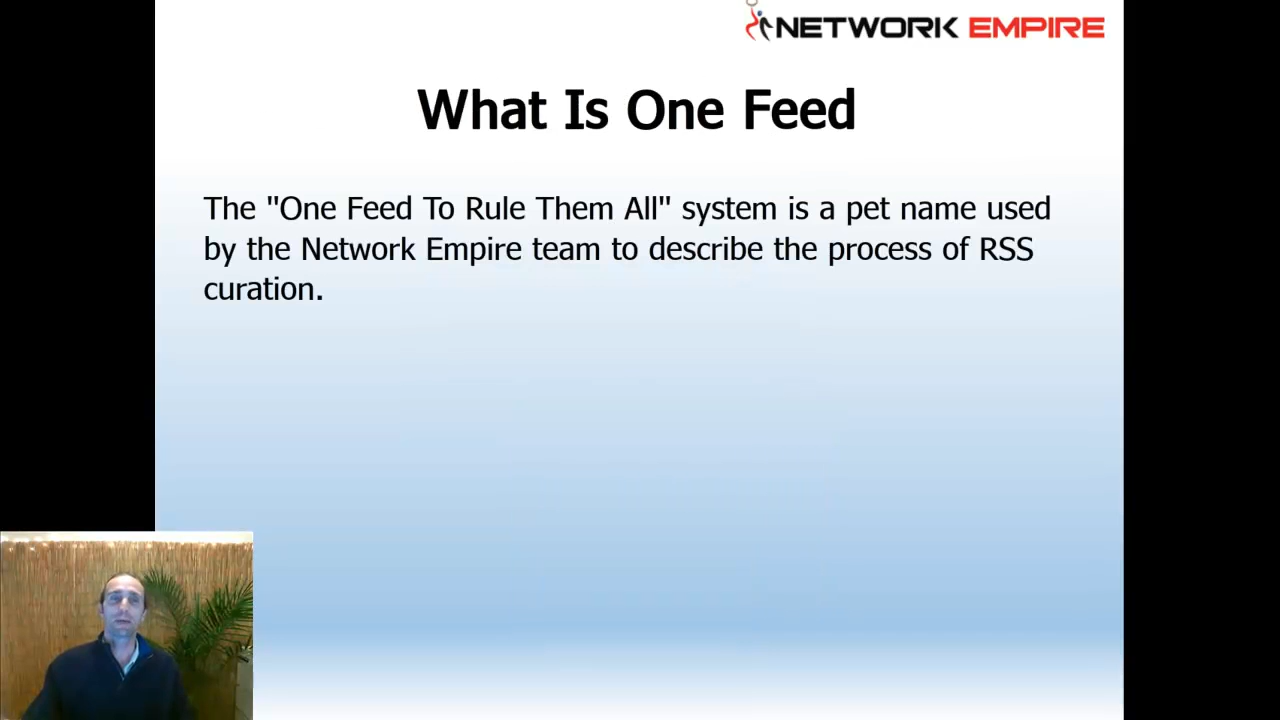 NETWORK EMPIRE
What Is One Feed
The "One Feed To Rule Them All" system is a pet name used
by the Network Empire team to describe the process of RSS
curation.